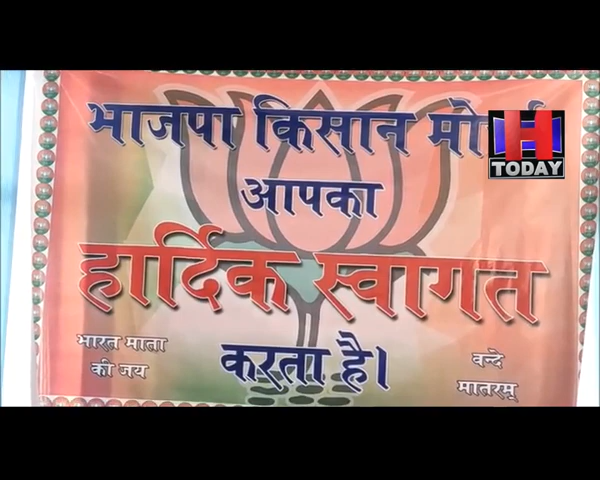 भाजपा किसान
आपका
हार्दिक स्वागत
करता है।
भारत माता
की जय
वन्दे
मातरम्
H
TODAY